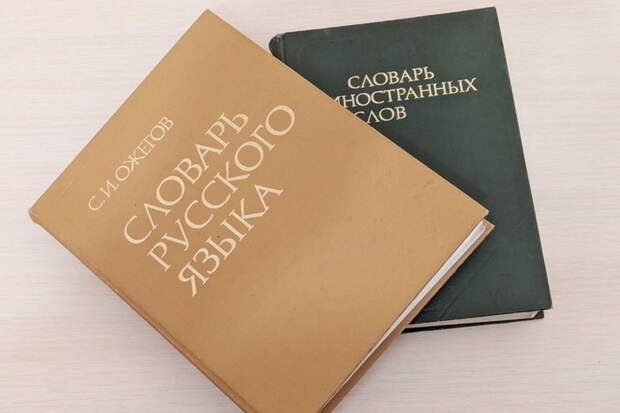 С.И. ОЖЕГОВ
СЛОВАРЬ
РУССКОГО
ЯЗЫКА
СЛОВАРЬ
ИНОСТРАННЫХ
СЛОВ